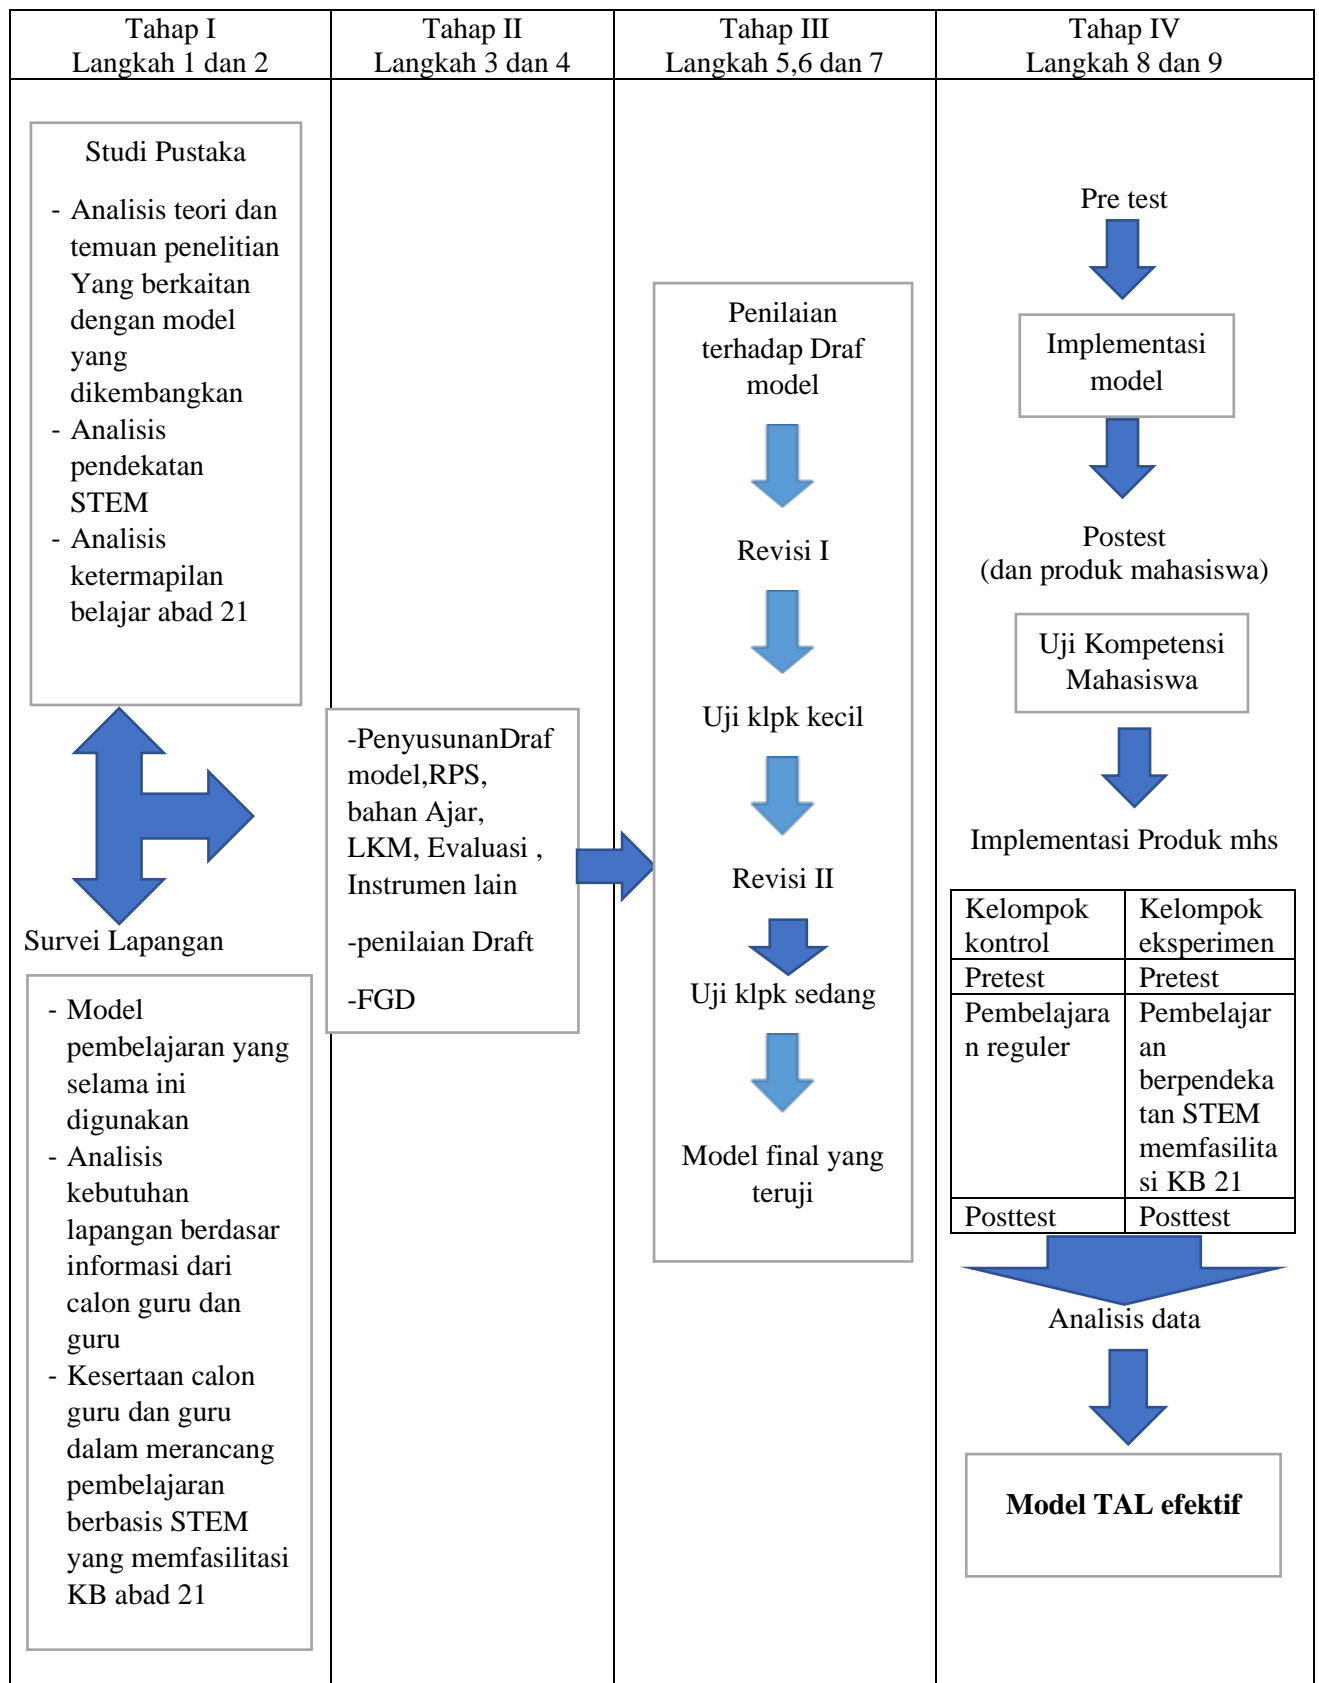 Tahap I
Langkah 1 dan 2
Tahap II
Langkah 3 dan 4
Tahap III
Langkah 5,6 dan 7
Tahap IV
Langkah 8 dan 9
Studi Pustaka
- Analisis teori dan
temuan penelitian
Yang berkaitan
dengan model
yang
dikembangkan
- Analisis
pendekatan
STEM
- Analisis
ketermapilan
belajar abad 21
Survei Lapangan
- Model
pembelajaran yang
selama ini
digunakan
- Analisis
kebutuhan
lapangan berdasar
informasi dari
calon guru dan
guru
- Kesertaan calon
guru dan guru
dalam merancang
pembelajaran
berbasis STEM
yang memfasilitasi
KB abad 21
-PenyusunanDraf
model,RPS,
bahan Ajar,
LKM, Evaluasi ,
Instrumen lain
-penilaian Draft
-FGD
Penilaian
terhadap Draf
model
Revisi I
Uji klpk kecil
Revisi II
Uji klpk sedang
Model final yang
teruji
Pre test
Implementasi
model
Postest
(dan produk mahasiswa)
Uji Kompetensi
Mahasiswa
Implementasi Produk mhs
Kelompok
kontrol
Kelompok
eksperimen
Pretest
Pretest
Pembelajara
n reguler
Pembelajar
an
berpendeka
tan STEM
memfasilita
si KB 21
Posttest
Posttest
Analisis data
Model TAL efektif